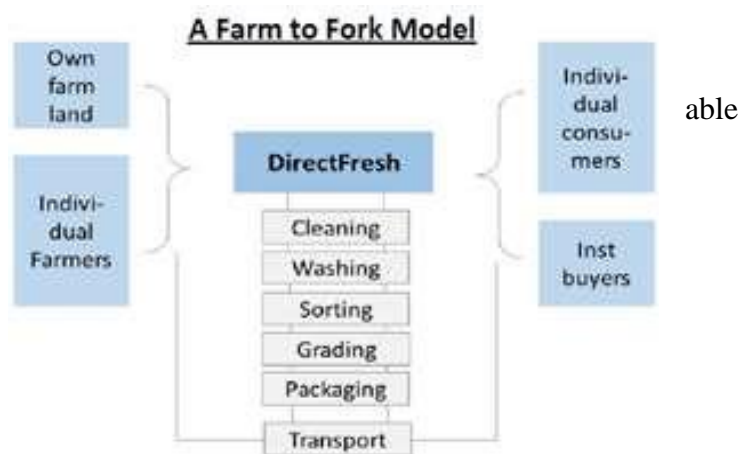 A Farm to Fork Model
Own
farm
land
Indivi-
dual
Farmers
DirectFresh
Cleaning
Washing
Sorting
Grading
Packaging
Transport
Indivi-
dual
consu-
mers
Inst
buyers
able